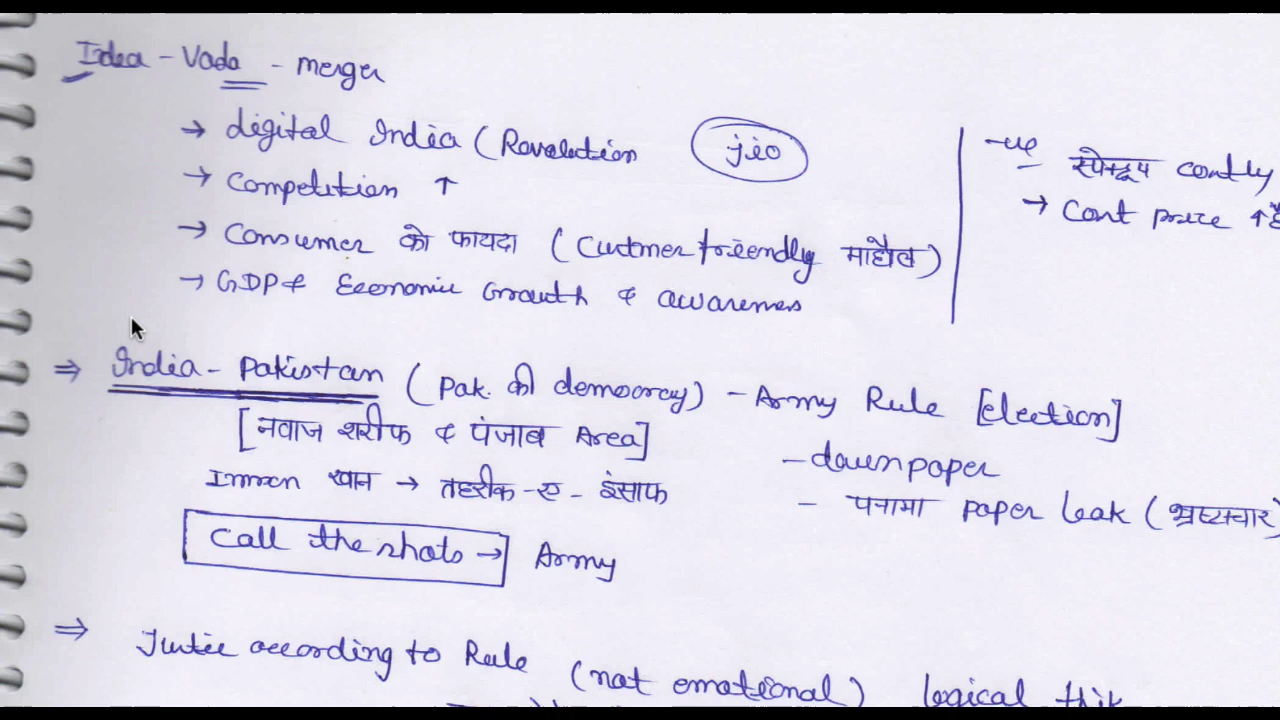 Idea - Voda - merger
→ digital India (Revolution jio
→ Competition ↑
→ Consumer को फायदा (Customer friendly माहौल)
→ GDP & Economic Growth & awareness
-ve स्पेक्ट्रम costly
→ Cost price ↑
⇒ India - Pakistan (Pak. की democracy) - Army Rule [election]
[नवाज शरीफ & पंजाब Area]
- dawn paper
Imran खान → तहरीक-ए-इंसाफ
- पनामा paper leak (भ्रष्टाचार)
Call the shots → Army
⇒ Justice according to Rule (not emotional) logical